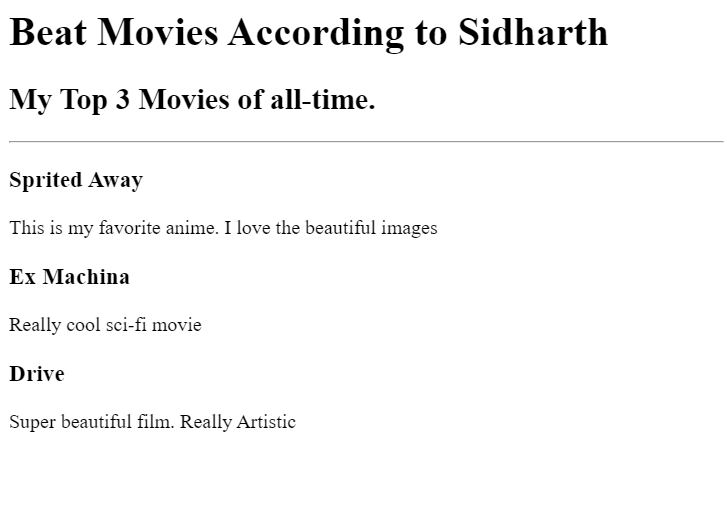 Beat Movies According to Sidharth
My Top 3 Movies of all-time.
Sprited Away
This is my favorite anime. I love the beautiful images
Ex Machina
Really cool sci-fi movie
Drive
Super beautiful film. Really Artistic